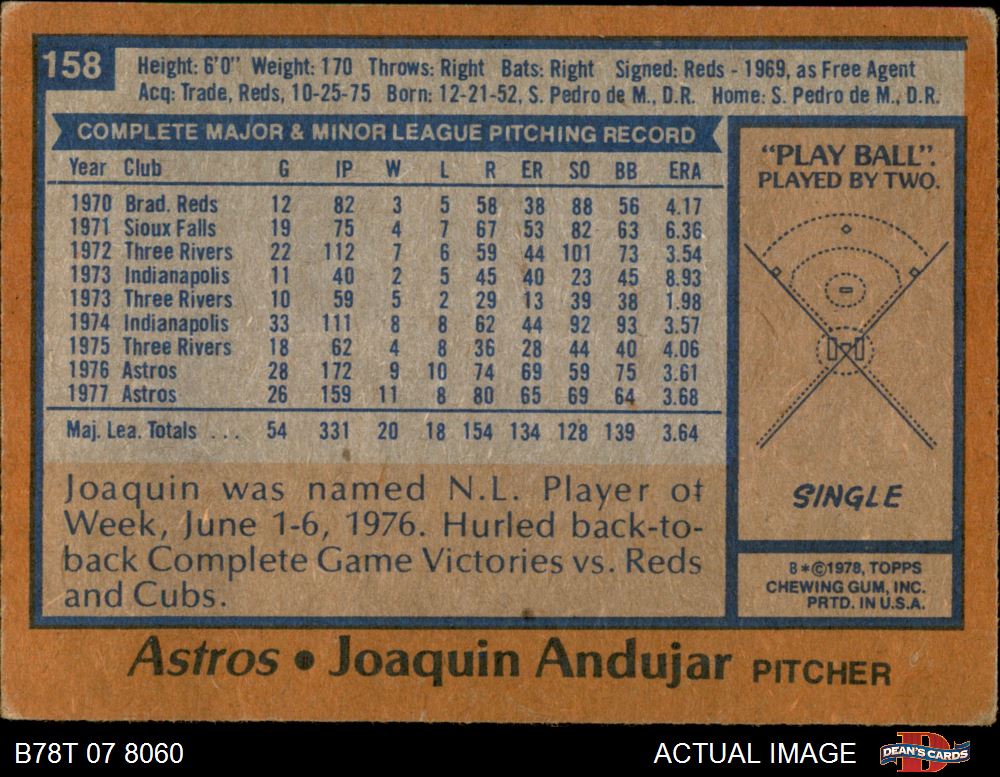 158
Height: 6'0" Weight: 170 Throws: Right Bats: Right Signed: Reds - 1969, as Free Agent
Acq: Trade, Reds, 10-25-75 Born: 12-21-52, S. Pedro de M., D.R. Home: S. Pedro de M., D.R.
COMPLETE MAJOR & MINOR LEAGUE PITCHING RECORD
Year Club G IP W L R ER SO BB ERA
1970 Brad. Reds 12 82 3 5 58 38 88 56 4.17
1971 Sioux Falls 19 75 4 7 67 53 82 63 6.36
1972 Three Rivers 22 112 7 6 59 44 101 73 3.54
1973 Indianapolis 11 40 2 5 45 40 23 45 8.93
1973 Three Rivers 10 59 5 2 29 13 39 38 1.98
1974 Indianapolis 33 111 8 8 62 44 92 93 3.57
1975 Three Rivers 18 62 4 8 36 28 44 40 4.06
1976 Astros 28 172 9 10 74 69 59 75 3.61
1977 Astros 26 159 11 8 80 65 69 64 3.68
Maj. Lea. Totals ... 54 331 20 18 154 134 128 139 3.64
Joaquin was named N.L. Player of
Week, June 1-6, 1976. Hurled back-to-
back Complete Game Victories vs. Reds
and Cubs.
"PLAY BALL".
PLAYED BY TWO.
SINGLE
8*©1978, TOPPS
CHEWING GUM, INC.
PRTD. IN U.S.A.
Astros • Joaquin Andujar PITCHER
B78T 07 8060
ACTUAL IMAGE
DEAN'S CARDS